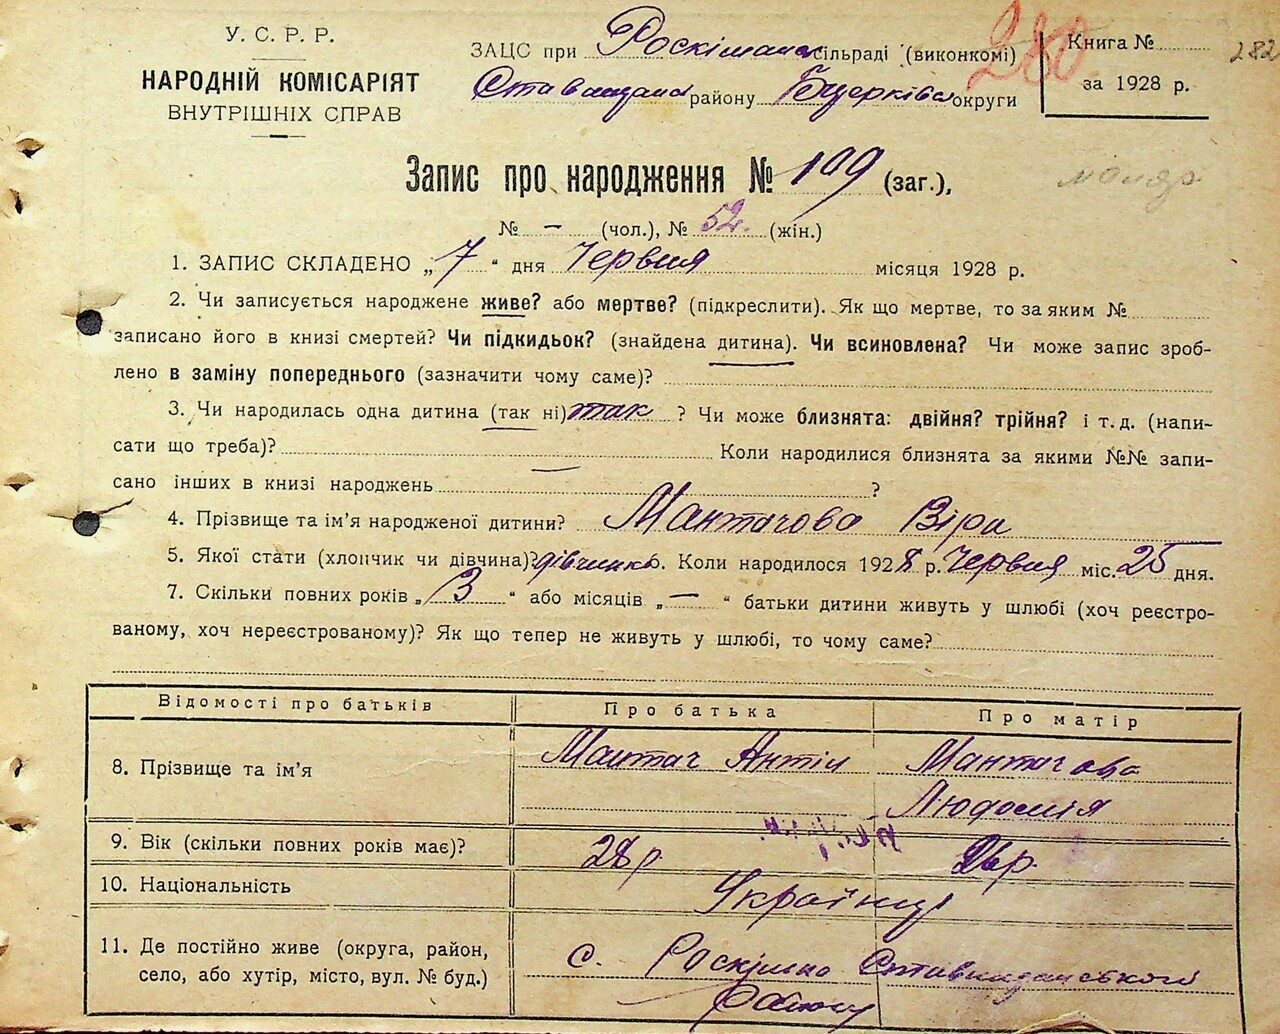 У. С. Р. Р.
НАРОДНІЙ КОМІСАРІЯТ
ВНУТРІШНІХ СПРАВ
ЗАЦС при Роскішна сільраді (виконкомі)
району Бцерківс округи
280
Книга №
282
за 1928 р.
Запис про народження № 109 (заг.),
№ – (чол.), № 52. (жін.)
1. ЗАПИС СКЛАДЕНО „7" дня Червня місяця 1928 р.
2. Чи записується народжене живе? або мертве? (підкреслити). Як що мертве, то за яким №
записано його в книзі смертей? Чи підкидьок? (знайдена дитина). Чи всиновлена? Чи може запис зроб-
лено в заміну попереднього (зазначити чому саме)?
3. Чи народилась одна дитина (так ні) так ? Чи може близнята: двійня? трійня? і т. д. (напи-
сати що треба)? Коли народилися близнята за якими №№ запи-
сано інших в книзі народжень — ?
4. Прізвище та ім'я народженої дитини? Мантачова Віра
5. Якої стати (хлопчик чи дівчина)? дівчинка 6. Коли народилося 1928 р. Червня міс. 25 дня.
7. Скільки повних років „3" або місяців „—" батьки дитини живуть у шлюбі (хоч реєстро-
ваному, хоч нереєстрованому)? Як що тепер не живуть у шлюбі, то чому саме?
Відомості про батьків Про батька Про матір
8. Прізвище та ім'я Мантач Антін Мантачова
Людомія
9. Вік (скільки повних років має)? 28 р. 26 р.
10. Національність Українці
11. Де постійно живе (округа, район, с. Роскішна Ставищанського
село, або хутір, місто, вул. № буд.) Району